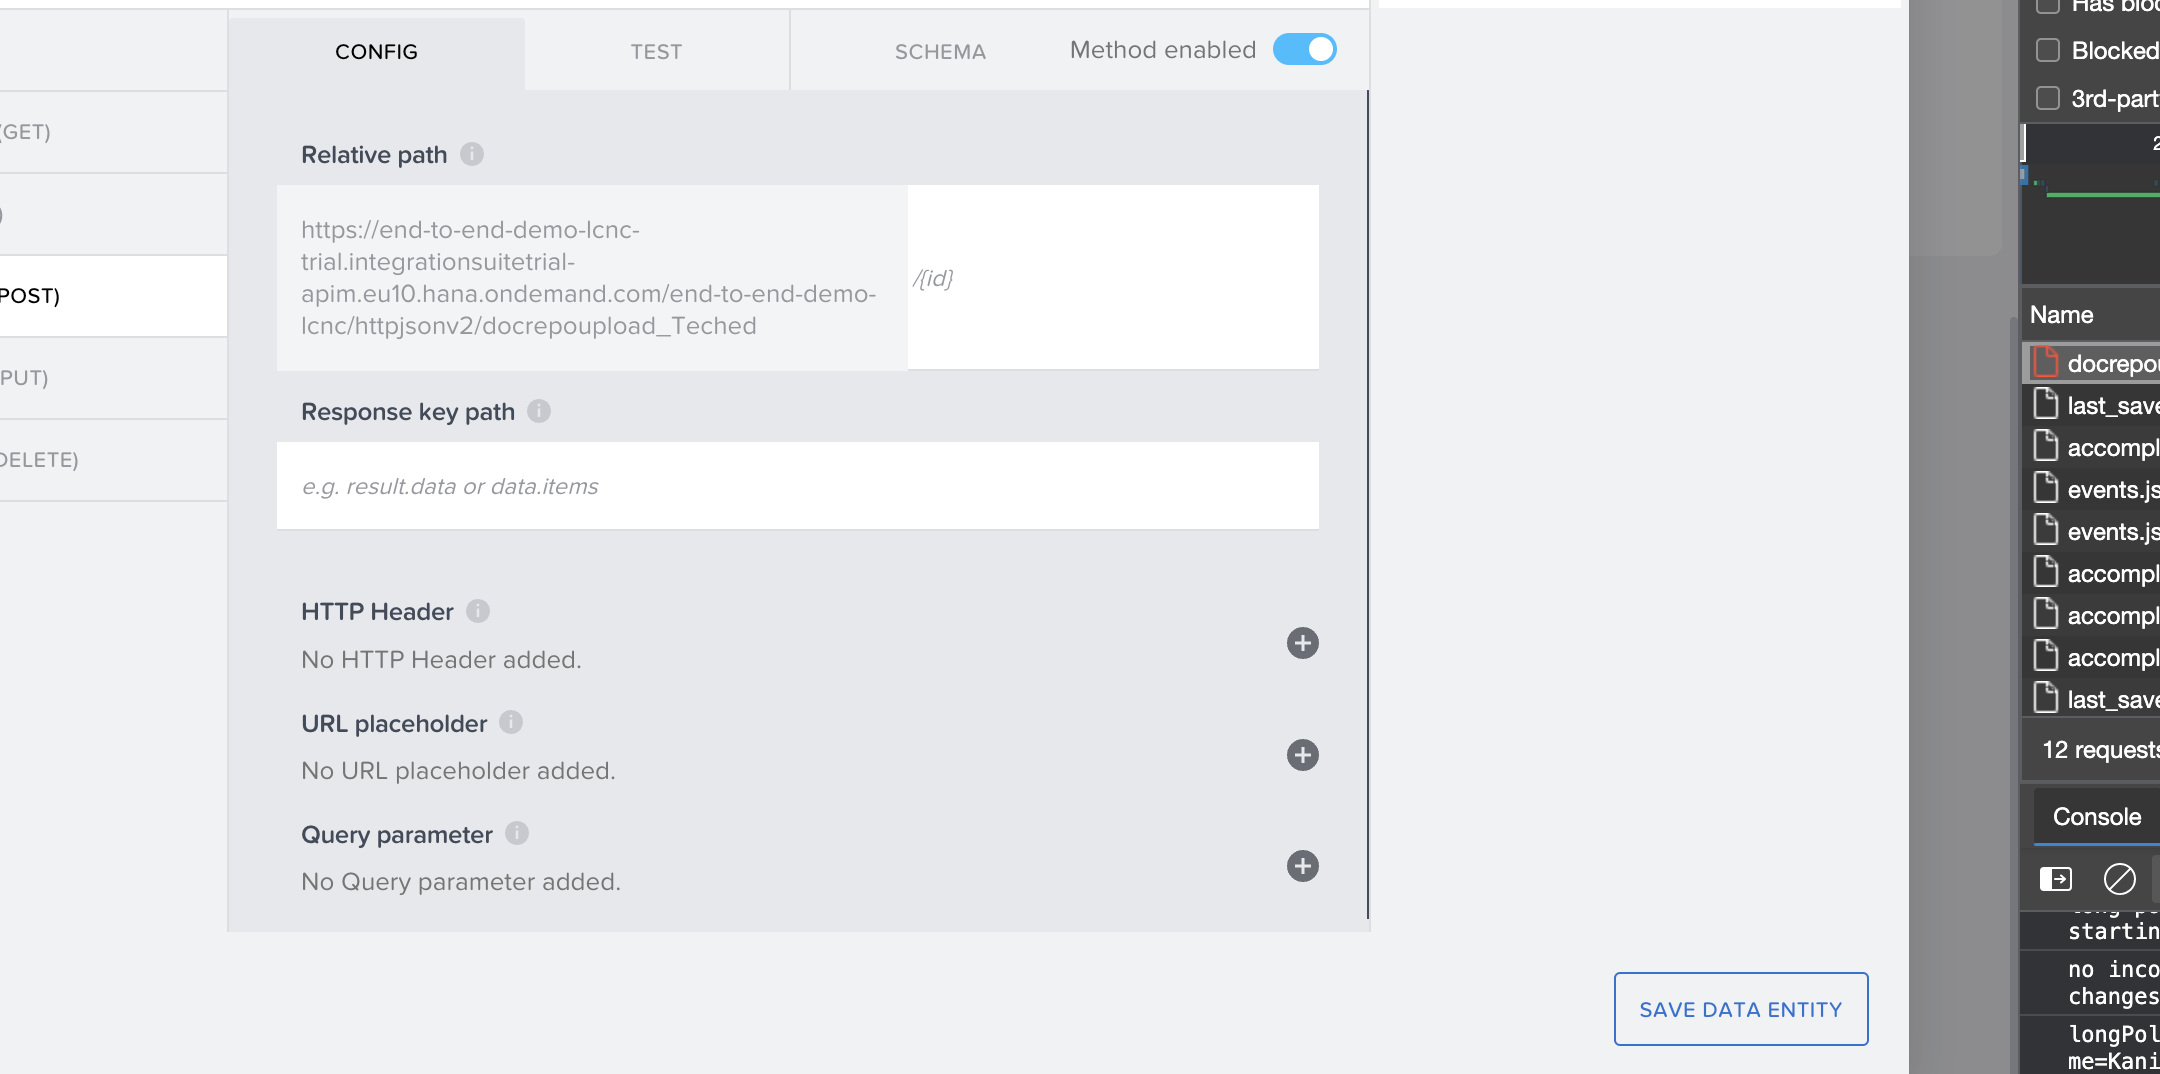 CONFIG
TEST
SCHEMA
Method enabled
(GET)
)
POST)
PUT)
DELETE)
Relative path
https://end-to-end-demo-lcnc-
trial.integrationsuitetrial-
apim.eu10.hana.ondemand.com/end-to-end-demo-
lcnc/httpjsonv2/docrepoupload_Teched
/{id}
Response key path
e.g. result.data or data.items
HTTP Header
No HTTP Header added.
URL placeholder
No URL placeholder added.
Query parameter
No Query parameter added.
SAVE DATA ENTITY
Has bloc
Blocked
3rd-part
2
Name
docrepou
last_save
accompl
events.js
events.js
accompl
accompl
accompl
last_save
12 requests
Console
startin
no inco
changes
longPol
me=Kani